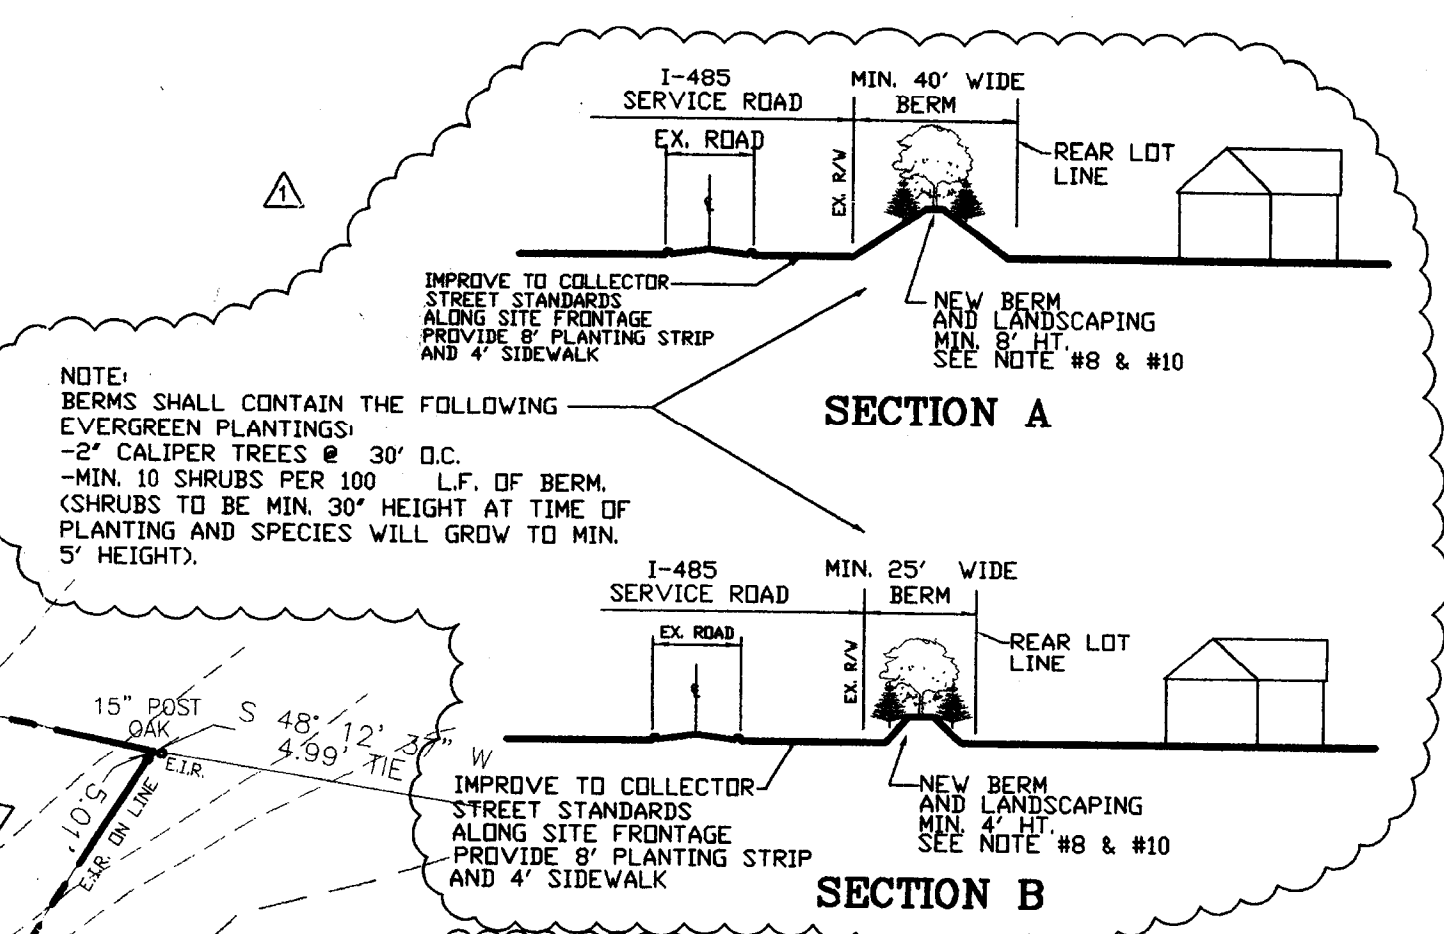 I-485
SERVICE ROAD
MIN. 40' WIDE
BERM
EX. ROAD
EX. R/W
REAR LOT
LINE
1
IMPROVE TO COLLECTOR
STREET STANDARDS
ALONG SITE FRONTAGE
PROVIDE 8' PLANTING STRIP
AND 4' SIDEWALK
NEW BERM
AND LANDSCAPING
MIN. 8' HT.
SEE NOTE #8 & #10
SECTION A
NOTE:
BERMS SHALL CONTAIN THE FOLLOWING
EVERGREEN PLANTINGS:
-2" CALIPER TREES @ 30' O.C.
-MIN. 10 SHRUBS PER 100 L.F. OF BERM.
(SHRUBS TO BE MIN. 30" HEIGHT AT TIME OF
PLANTING AND SPECIES WILL GROW TO MIN.
5' HEIGHT).
I-485
SERVICE ROAD
MIN. 25' WIDE
BERM
EX. ROAD
EX. R/W
REAR LOT
LINE
15" POST
OAK
S 48° 12' 37" W
4.99' TIE
E.I.R.
5.01'
E.I.R. ON LINE
IMPROVE TO COLLECTOR
STREET STANDARDS
ALONG SITE FRONTAGE
PROVIDE 8' PLANTING STRIP
AND 4' SIDEWALK
NEW BERM
AND LANDSCAPING
MIN. 4' HT.
SEE NOTE #8 & #10
SECTION B